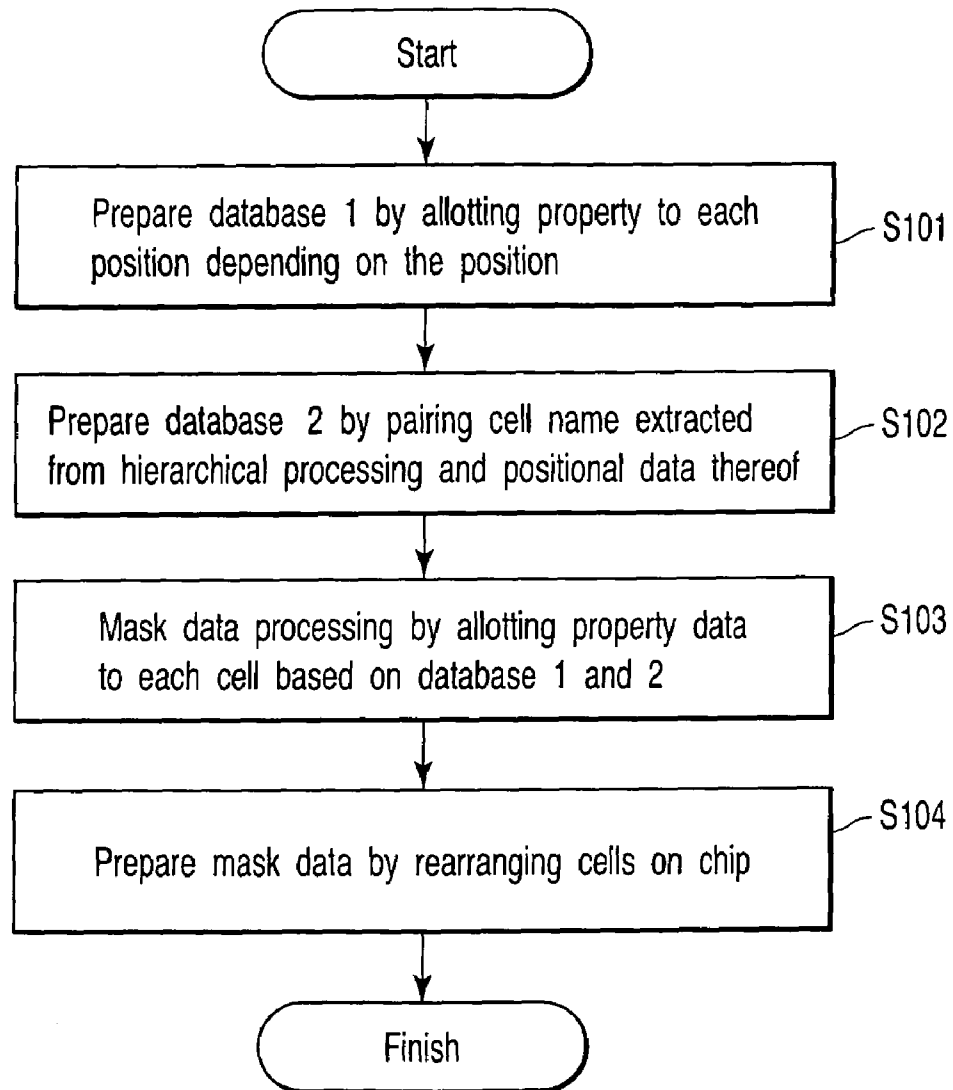 Start
Prepare database 1 by allotting property to each
position depending on the position
S101
Prepare database 2 by pairing cell name extracted
from hierarchical processing and positional data thereof
S102
Mask data processing by allotting property data
to each cell based on database 1 and 2
S103
Prepare mask data by rearranging cells on chip
S104
Finish